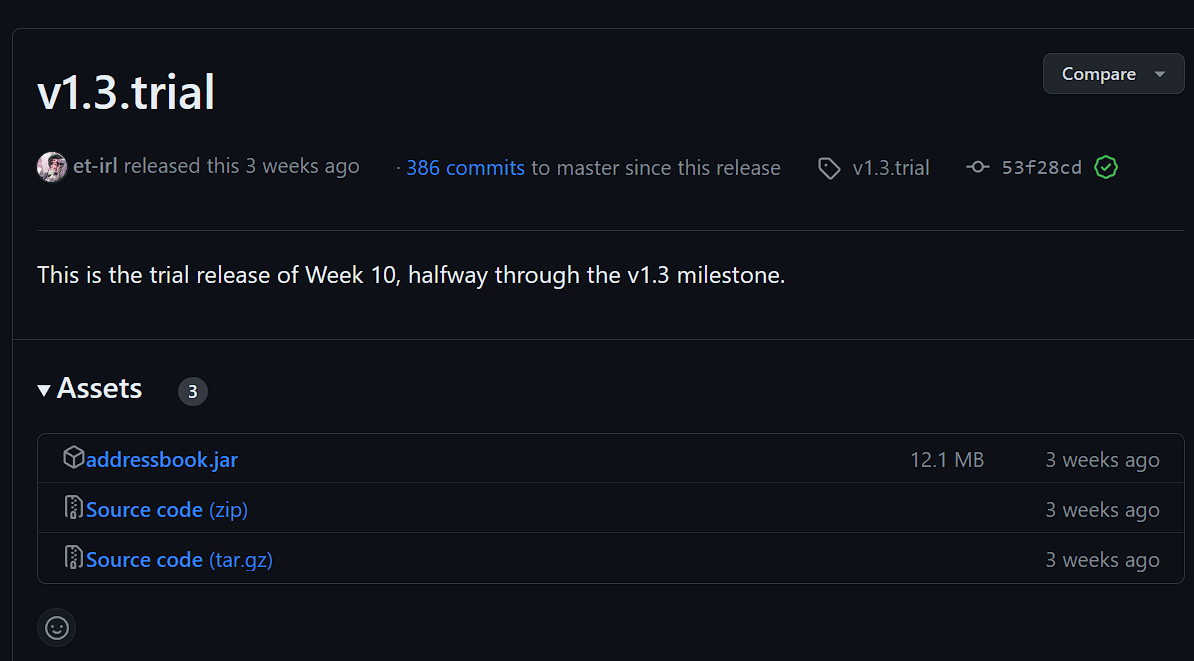 v1.3.trial
Compare
et-irl released this 3 weeks ago · 386 commits to master since this release v1.3.trial 53f28cd
This is the trial release of Week 10, halfway through the v1.3 milestone.
Assets 3
addressbook.jar 12.1 MB 3 weeks ago
Source code (zip) 3 weeks ago
Source code (tar.gz) 3 weeks ago